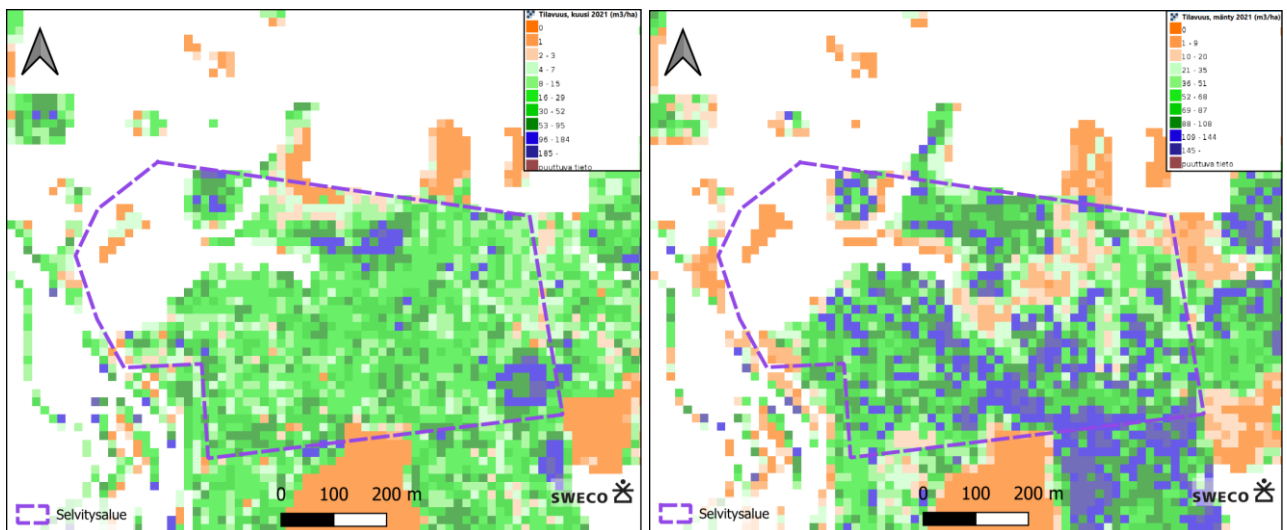 Tilavuus, kuusi 2021 (m3/ha)
0
1
2 - 3
4 - 7
8 - 15
16 - 29
30 - 52
53 - 95
96 - 184
185 -
puuttuva tieto
0 100 200 m
SWECO
Selvitysalue
Tilavuus, mänty 2021 (m3/ha)
0
1 - 9
10 - 20
21 - 35
36 - 51
52 - 68
69 - 87
88 - 108
109 - 144
145 -
puuttuva tieto
0 100 200 m
SWECO
Selvitysalue